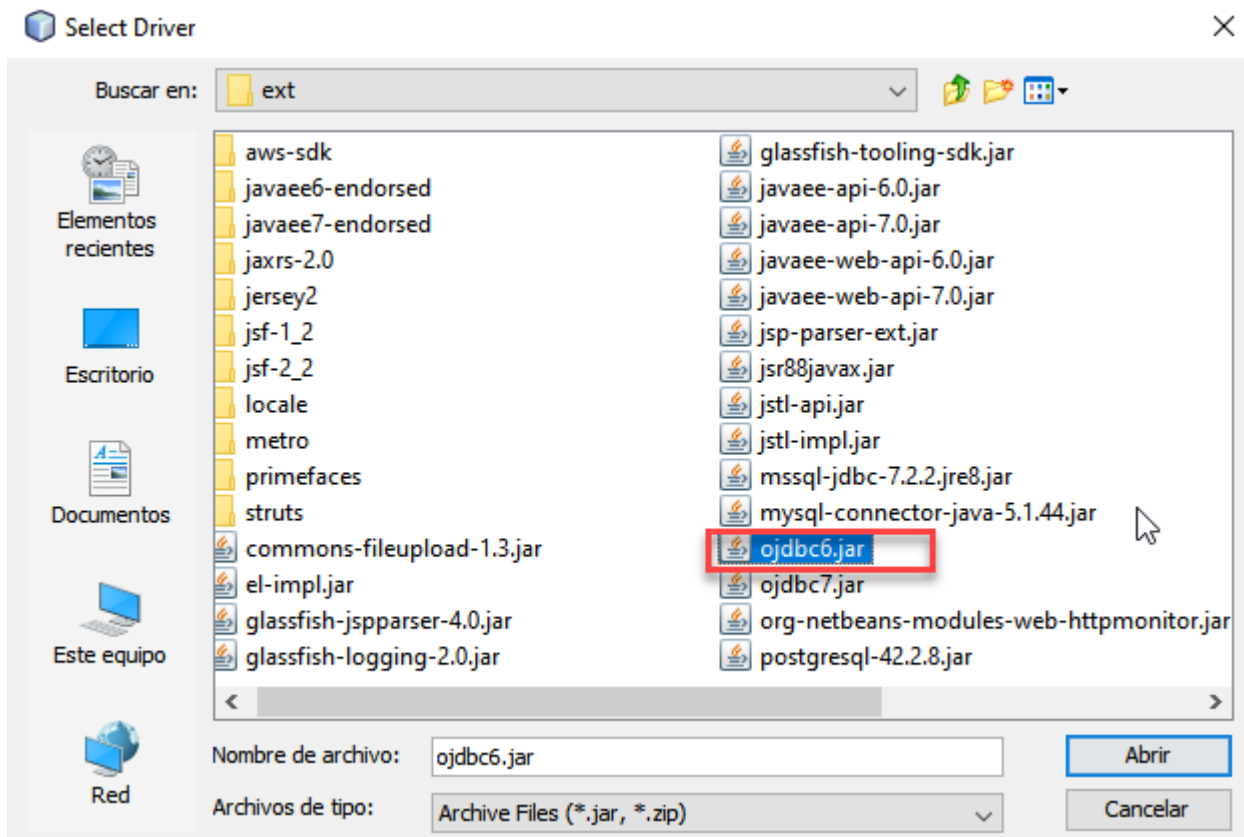 Select Driver
Buscar en:
ext
Elementos
recientes
Escritorio
Documentos
Este equipo
Red
aws-sdk
javaee6-endorsed
javaee7-endorsed
jaxrs-2.0
jersey2
jsf-1_2
jsf-2_2
locale
metro
primefaces
struts
commons-fileupload-1.3.jar
el-impl.jar
glassfish-jspparser-4.0.jar
glassfish-logging-2.0.jar
glassfish-tooling-sdk.jar
javaee-api-6.0.jar
javaee-api-7.0.jar
javaee-web-api-6.0.jar
javaee-web-api-7.0.jar
jsp-parser-ext.jar
jsr88javax.jar
jstl-api.jar
jstl-impl.jar
mssql-jdbc-7.2.2.jre8.jar
mysql-connector-java-5.1.44.jar
ojdbc6.jar
ojdbc7.jar
org-netbeans-modules-web-httpmonitor.jar
postgresql-42.2.8.jar
Nombre de archivo:
ojdbc6.jar
Abrir
Archivos de tipo:
Archive Files (*.jar, *.zip)
Cancelar